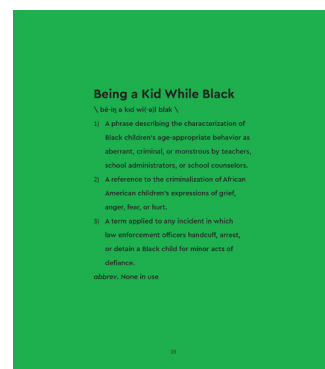 Being a Kid While Black
\ bē-iŋ ə kid wī(-ə)l blak \
1) A phrase describing the characterization of
Black children's age-appropriate behavior as
aberrant, criminal, or monstrous by teachers,
school administrators, or school counselors.
2) A reference to the criminalization of African
American children's expressions of grief,
anger, fear, or hurt.
3) A term applied to any incident in which
law enforcement officers handcuff, arrest,
or detain a Black child for minor acts of
defiance.
abbrev. None in use